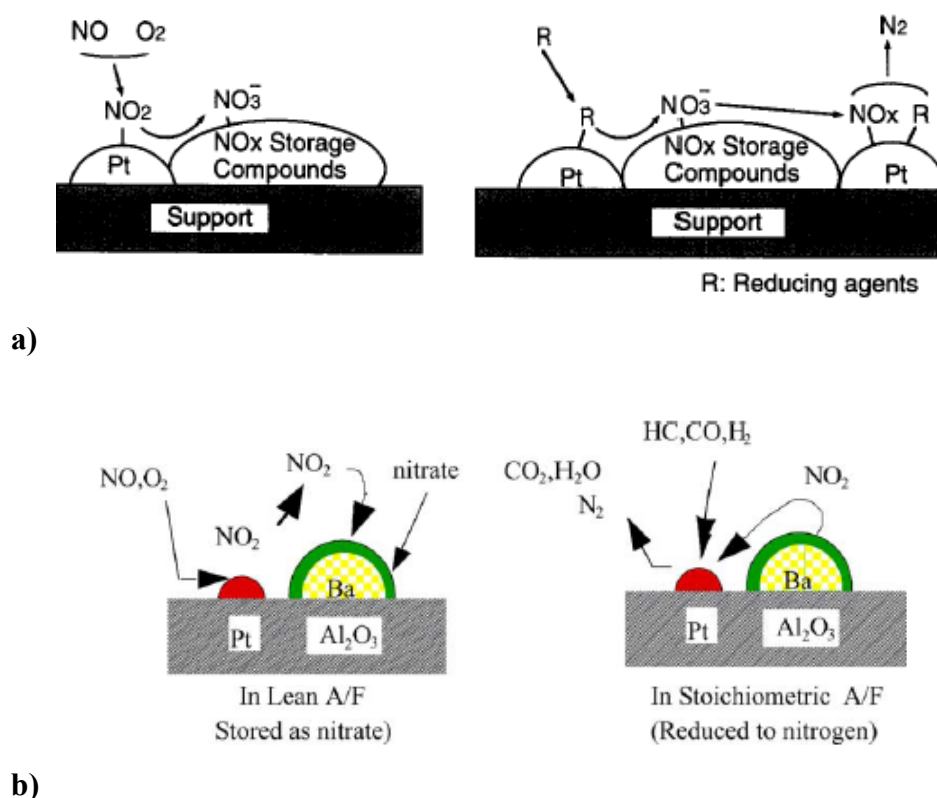 NO O₂
NO₂ NO₃⁻
NOx Storage
Compounds
Pt
Support
R
R NO₃⁻
NOx Storage
Compounds
Pt
N₂
NOx R
Pt
Support
R: Reducing agents
a)
NO,O₂
NO₂
NO₂
nitrate
Ba
Pt Al₂O₃
In Lean A/F
Stored as nitrate)
HC,CO,H₂
CO₂,H₂O
N₂
NO₂
Ba
Pt Al₂O₃
In Stoichiometric A/F
(Reduced to nitrogen)
b)